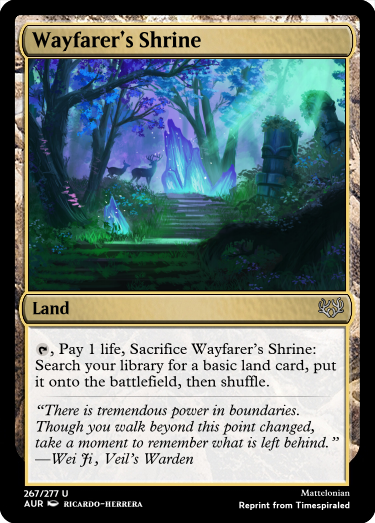 Wayfarer's Shrine
Land
, Pay 1 life, Sacrifice Wayfarer's Shrine:
Search your library for a basic land card, put
it onto the battlefield, then shuffle.
“There is tremendous power in boundaries.
Though you walk beyond this point changed,
take a moment to remember what is left behind.”
—Wei Ji, Veil's Warden
267/277 U
Mattelonian
AUR RICARDO-HERRERA
Reprint from Timespiraled